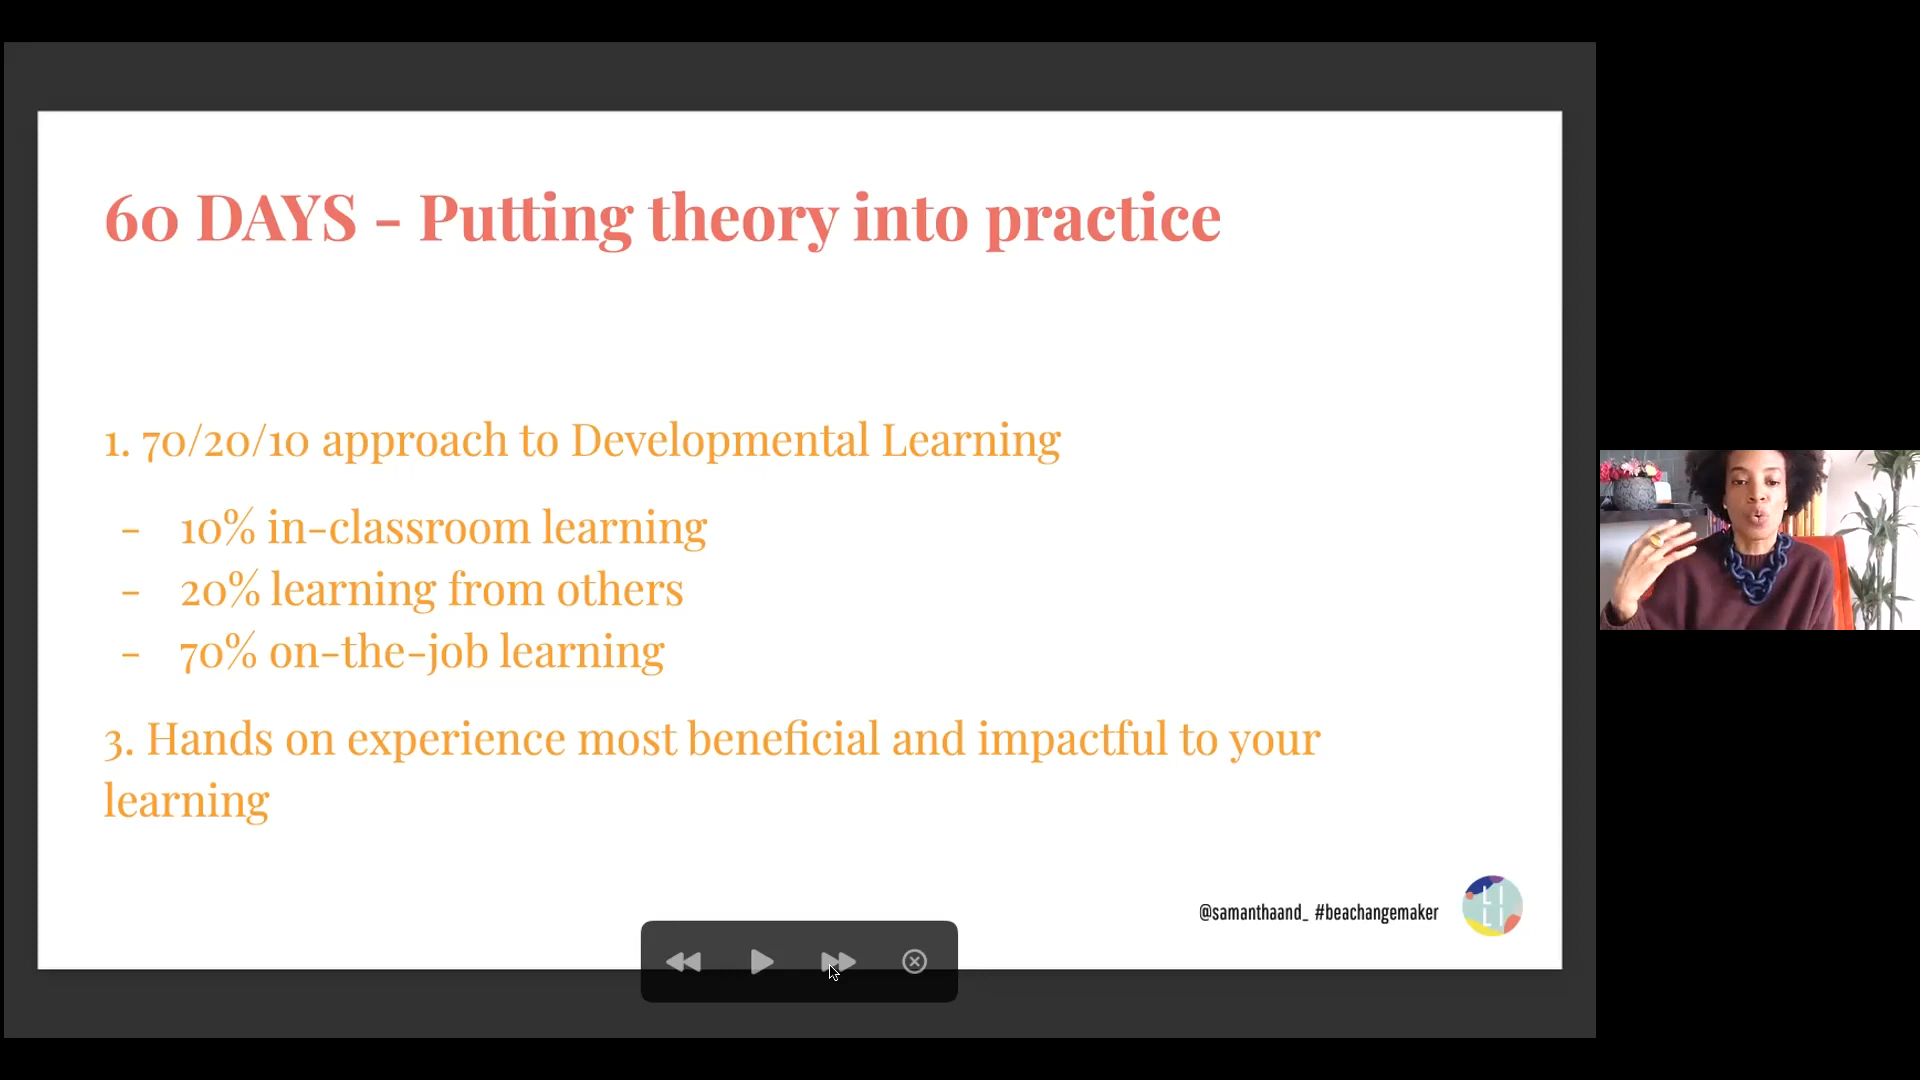 60 DAYS - Putting theory into practice
1. 70/20/10 approach to Developmental Learning
- 10% in-classroom learning
- 20% learning from others
- 70% on-the-job learning
3. Hands on experience most beneficial and impactful to your
learning
@samanthaand_ #beachangemaker
LI
LI